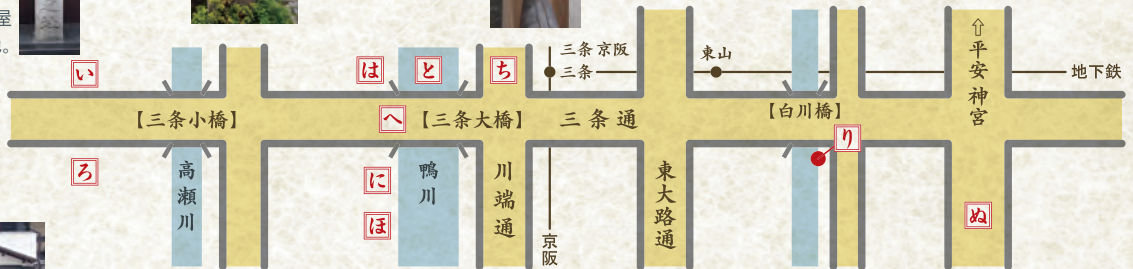 屋
。
い
は
と
ち
三条京阪
三条
東山
⇧平安神宮
地下鉄
【三条小橋】
へ
【三条大橋】
三条通
【白川橋】
り
ろ
高瀬川
に
ほ
鴨川
川端通
京阪
東大路通
ぬ